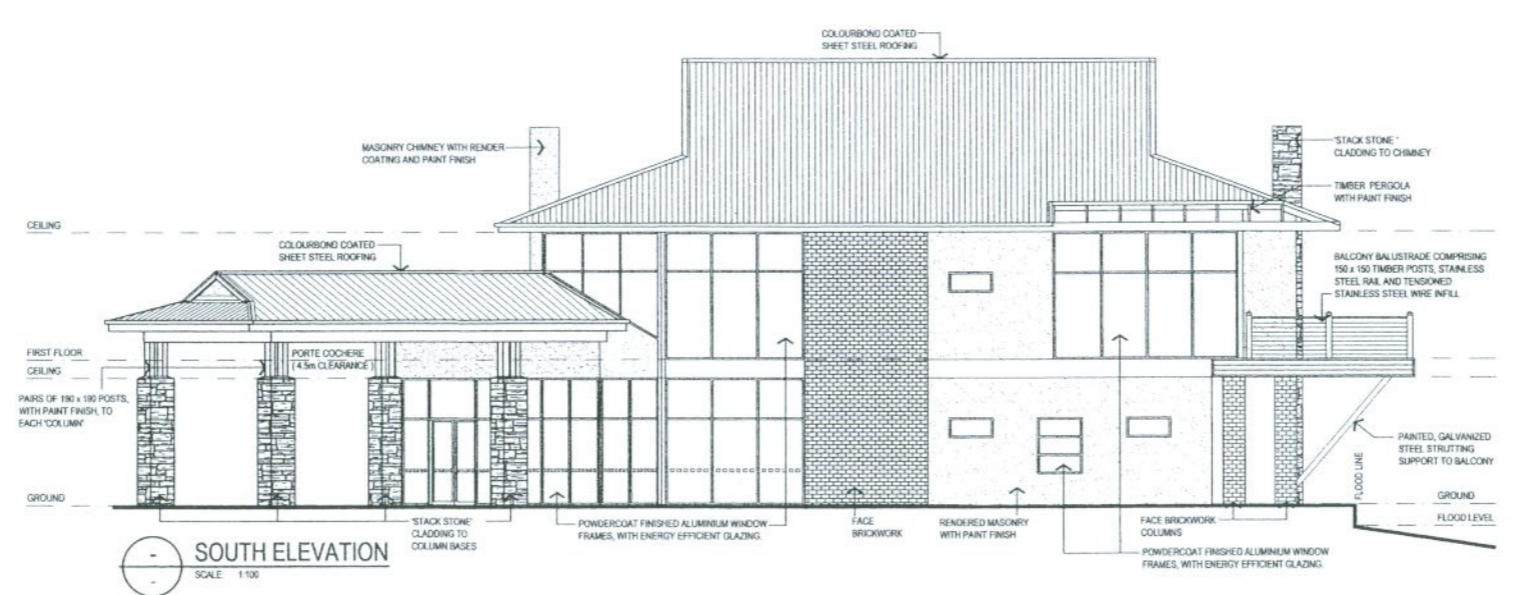 COLOURBOND COATED
SHEET STEEL ROOFING
MASONRY CHIMNEY WITH RENDER
COATING AND PAINT FINISH
'STACK STONE'
CLADDING TO CHIMNEY
TIMBER PERGOLA
WITH PAINT FINISH
CEILING
COLOURBOND COATED
SHEET STEEL ROOFING
BALCONY BALUSTRADE COMPRISING
150 x 150 TIMBER POSTS, STAINLESS
STEEL RAIL AND TENSIONED
STAINLESS STEEL WIRE INFILL
FIRST FLOOR
CEILING
PORTE COCHERE
( 4.5m CLEARANCE )
PAIRS OF 190 x 190 POSTS,
WITH PAINT FINISH, TO
EACH 'COLUMN'
PAINTED, GALVANIZED
STEEL STRUTTING
SUPPORT TO BALCONY
FLOOD LINE
GROUND
GROUND
FLOOD LEVEL
'STACK STONE'
CLADDING TO
COLUMN BASES
POWDERCOAT FINISHED ALUMINIUM WINDOW
FRAMES, WITH ENERGY EFFICIENT GLAZING.
FACE
BRICKWORK
RENDERED MASONRY
WITH PAINT FINISH
FACE BRICKWORK
COLUMNS
POWDERCOAT FINISHED ALUMINIUM WINDOW
FRAMES, WITH ENERGY EFFICIENT GLAZING.
SOUTH ELEVATION
SCALE 1:100